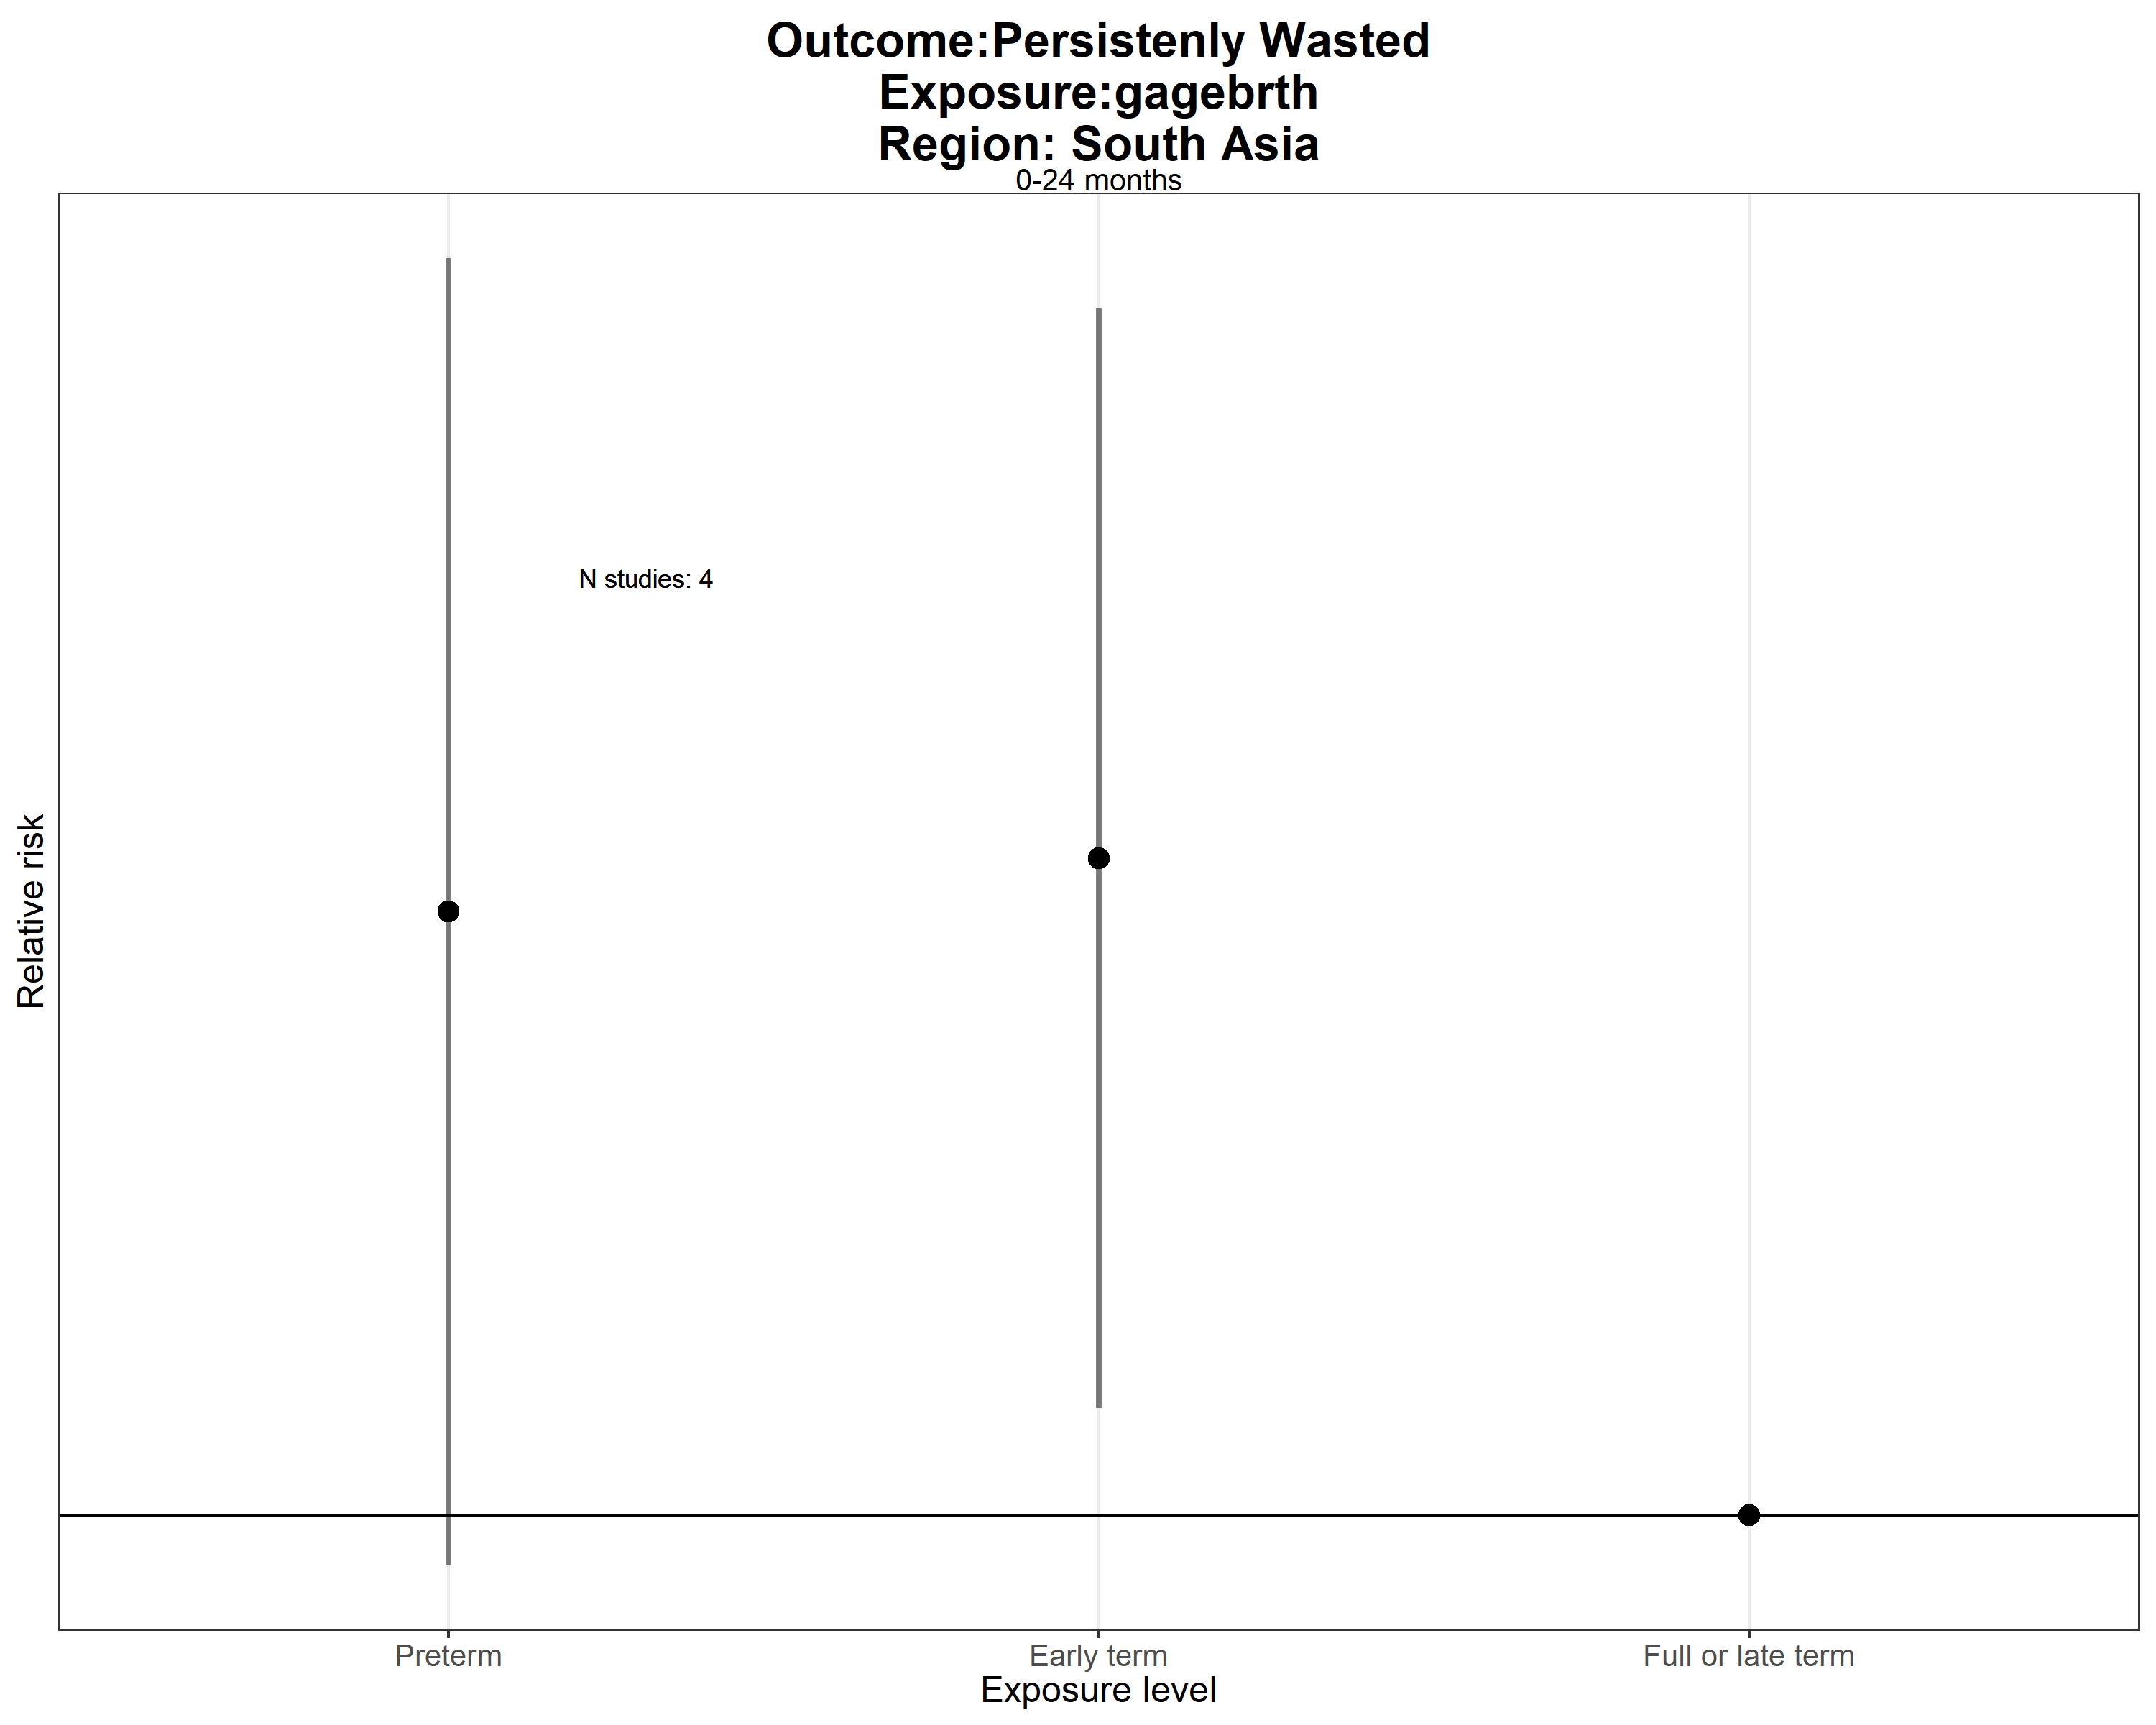 Outcome:Persistenly Wasted
Exposure:gagebrth
Region: South Asia
0-24 months
N studies: 4
Relative risk
Preterm
Early term
Full or late term
Exposure level